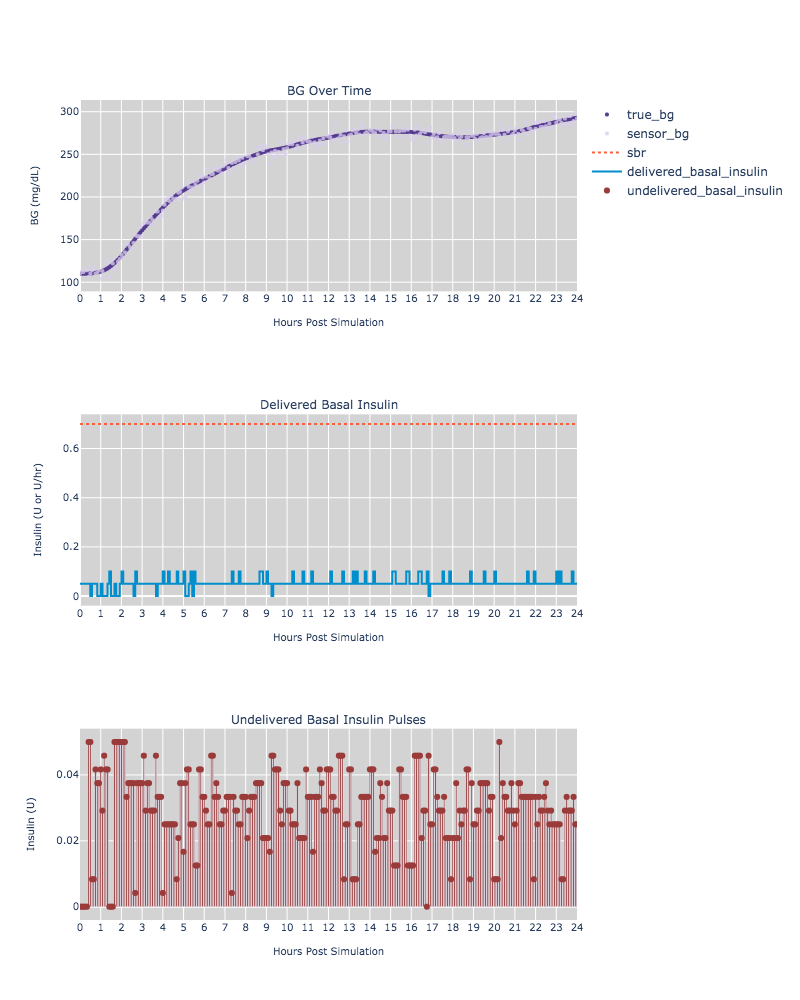 BG Over Time
300
250
200
150
100
BG (mg/dL)
0 1 2 3 4 5 6 7 8 9 10 11 12 13 14 15 16 17 18 19 20 21 22 23 24
Hours Post Simulation
true_bg
sensor_bg
sbr
delivered_basal_insulin
undelivered_basal_insulin
Delivered Basal Insulin
0.6
0.4
0.2
0
Insulin (U or U/hr)
0 1 2 3 4 5 6 7 8 9 10 11 12 13 14 15 16 17 18 19 20 21 22 23 24
Hours Post Simulation
Undelivered Basal Insulin Pulses
0.04
0.02
0
Insulin (U)
0 1 2 3 4 5 6 7 8 9 10 11 12 13 14 15 16 17 18 19 20 21 22 23 24
Hours Post Simulation